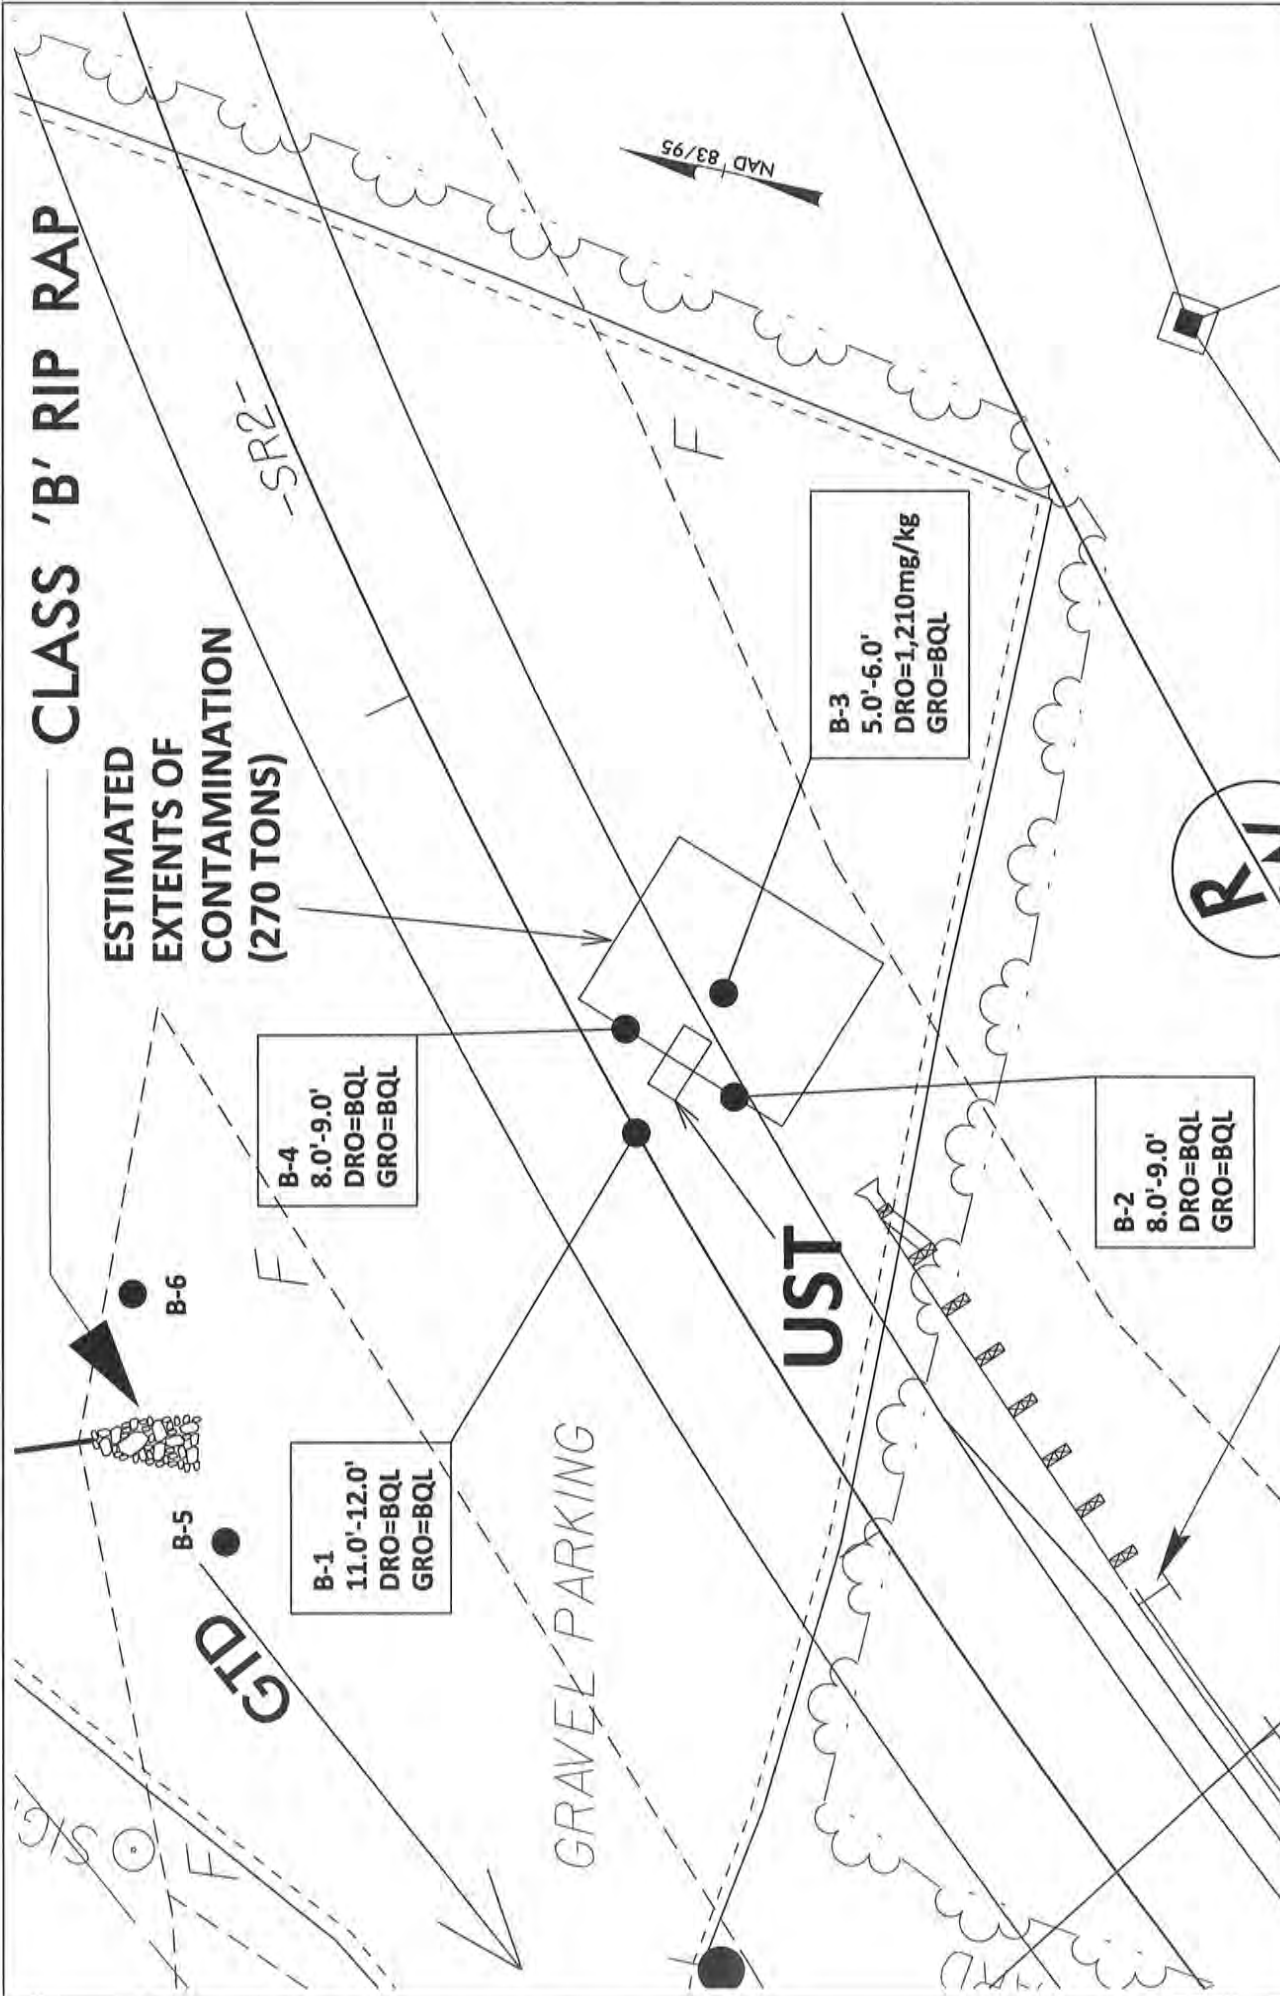 CLASS 'B' RIP RAP
ESTIMATED
EXTENTS OF
CONTAMINATION
(270 TONS)
-SR2-
NAD 83/95
F
B-3
5.0'-6.0'
DRO=1,210mg/kg
GRO=BQL
B-4
8.0'-9.0'
DRO=BQL
GRO=BQL
B-6
F
B-5
B-1
11.0'-12.0'
DRO=BQL
GRO=BQL
UST
B-2
8.0'-9.0'
DRO=BQL
GRO=BQL
GTD
GRAVEL PARKING
F
R